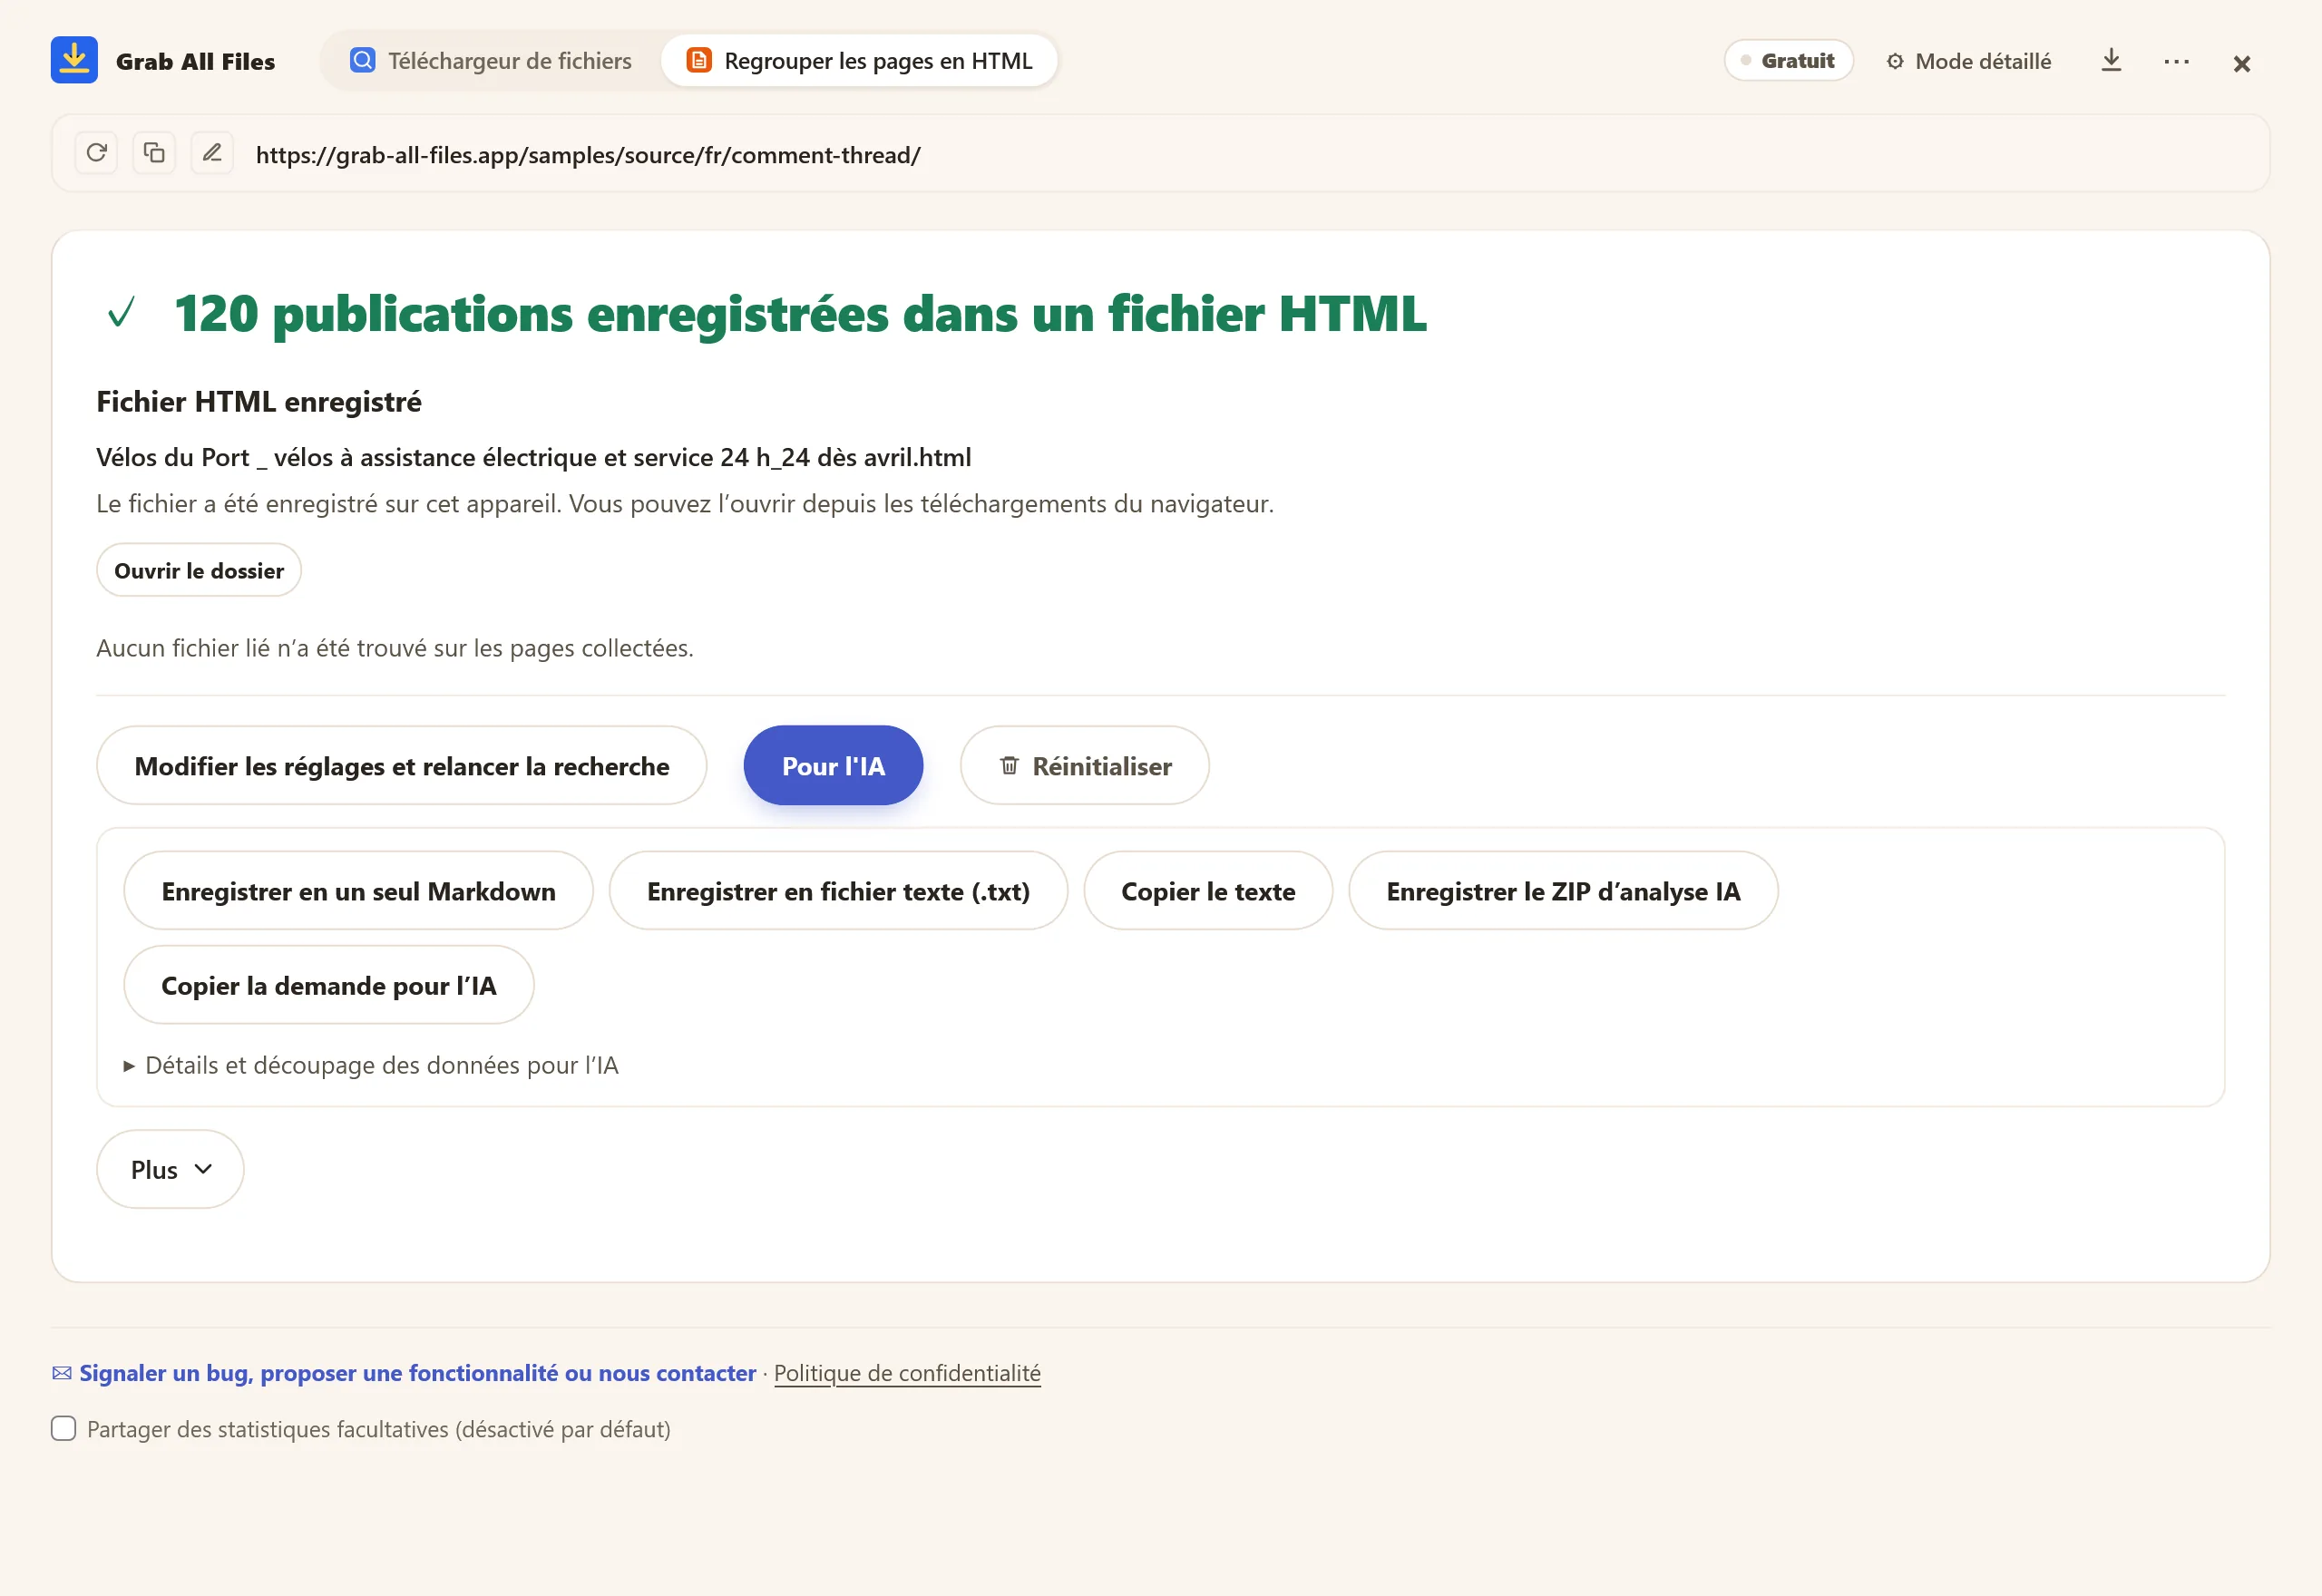 Grab All Files
Téléchargeur de fichiers
Regrouper les pages en HTML
Gratuit
Mode détaillé
https://grab-all-files.app/samples/source/fr/comment-thread/
✓ 120 publications enregistrées dans un fichier HTML
Fichier HTML enregistré
Vélos du Port _ vélos à assistance électrique et service 24 h_24 dès avril.html
Le fichier a été enregistré sur cet appareil. Vous pouvez l’ouvrir depuis les téléchargements du navigateur.
Ouvrir le dossier
Aucun fichier lié n’a été trouvé sur les pages collectées.
Modifier les réglages et relancer la recherche
Pour l'IA
Réinitialiser
Enregistrer en un seul Markdown
Enregistrer en fichier texte (.txt)
Copier le texte
Enregistrer le ZIP d’analyse IA
Copier la demande pour l’IA
▸ Détails et découpage des données pour l’IA
Plus
✉ Signaler un bug, proposer une fonctionnalité ou nous contacter · Politique de confidentialité
Partager des statistiques facultatives (désactivé par défaut)